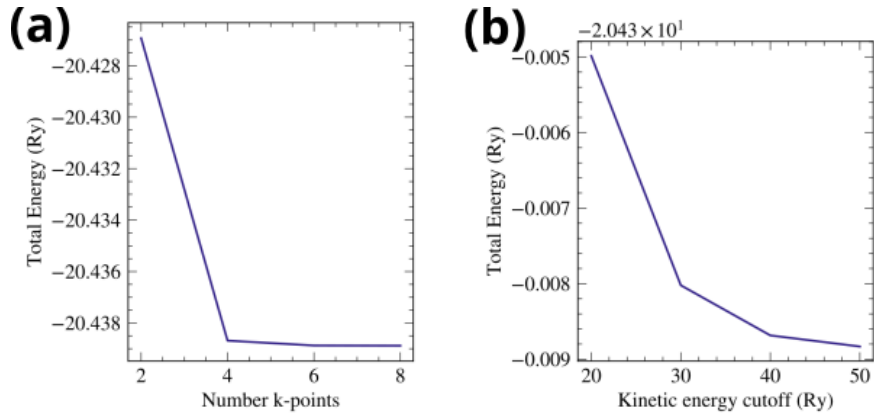 (a)
Total Energy (Ry)
−20.428
−20.430
−20.432
−20.434
−20.436
−20.438
2 4 6 8
Number k-points
(b)
−2.043 × 10¹
Total Energy (Ry)
−0.005
−0.006
−0.007
−0.008
−0.009
20 30 40 50
Kinetic energy cutoff (Ry)